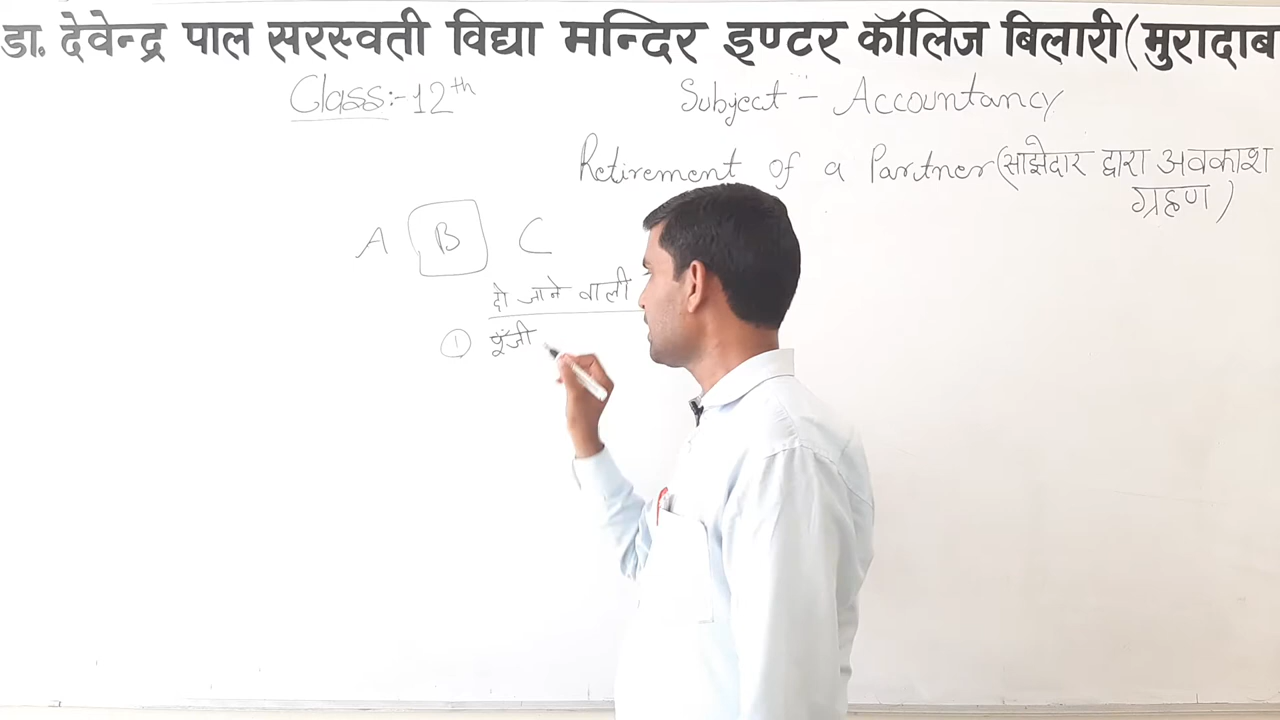 डा. देवेन्द्र पाल सरस्वती विद्या मन्दिर इण्टर कॉलिज बिलारी (मुरादाब
Class:- 12th Subject - Accountancy
Retirement of a Partner (साझेदार द्वारा अवकाश
ग्रहण)
A B C
दी जाने वाली
1 पूँजी